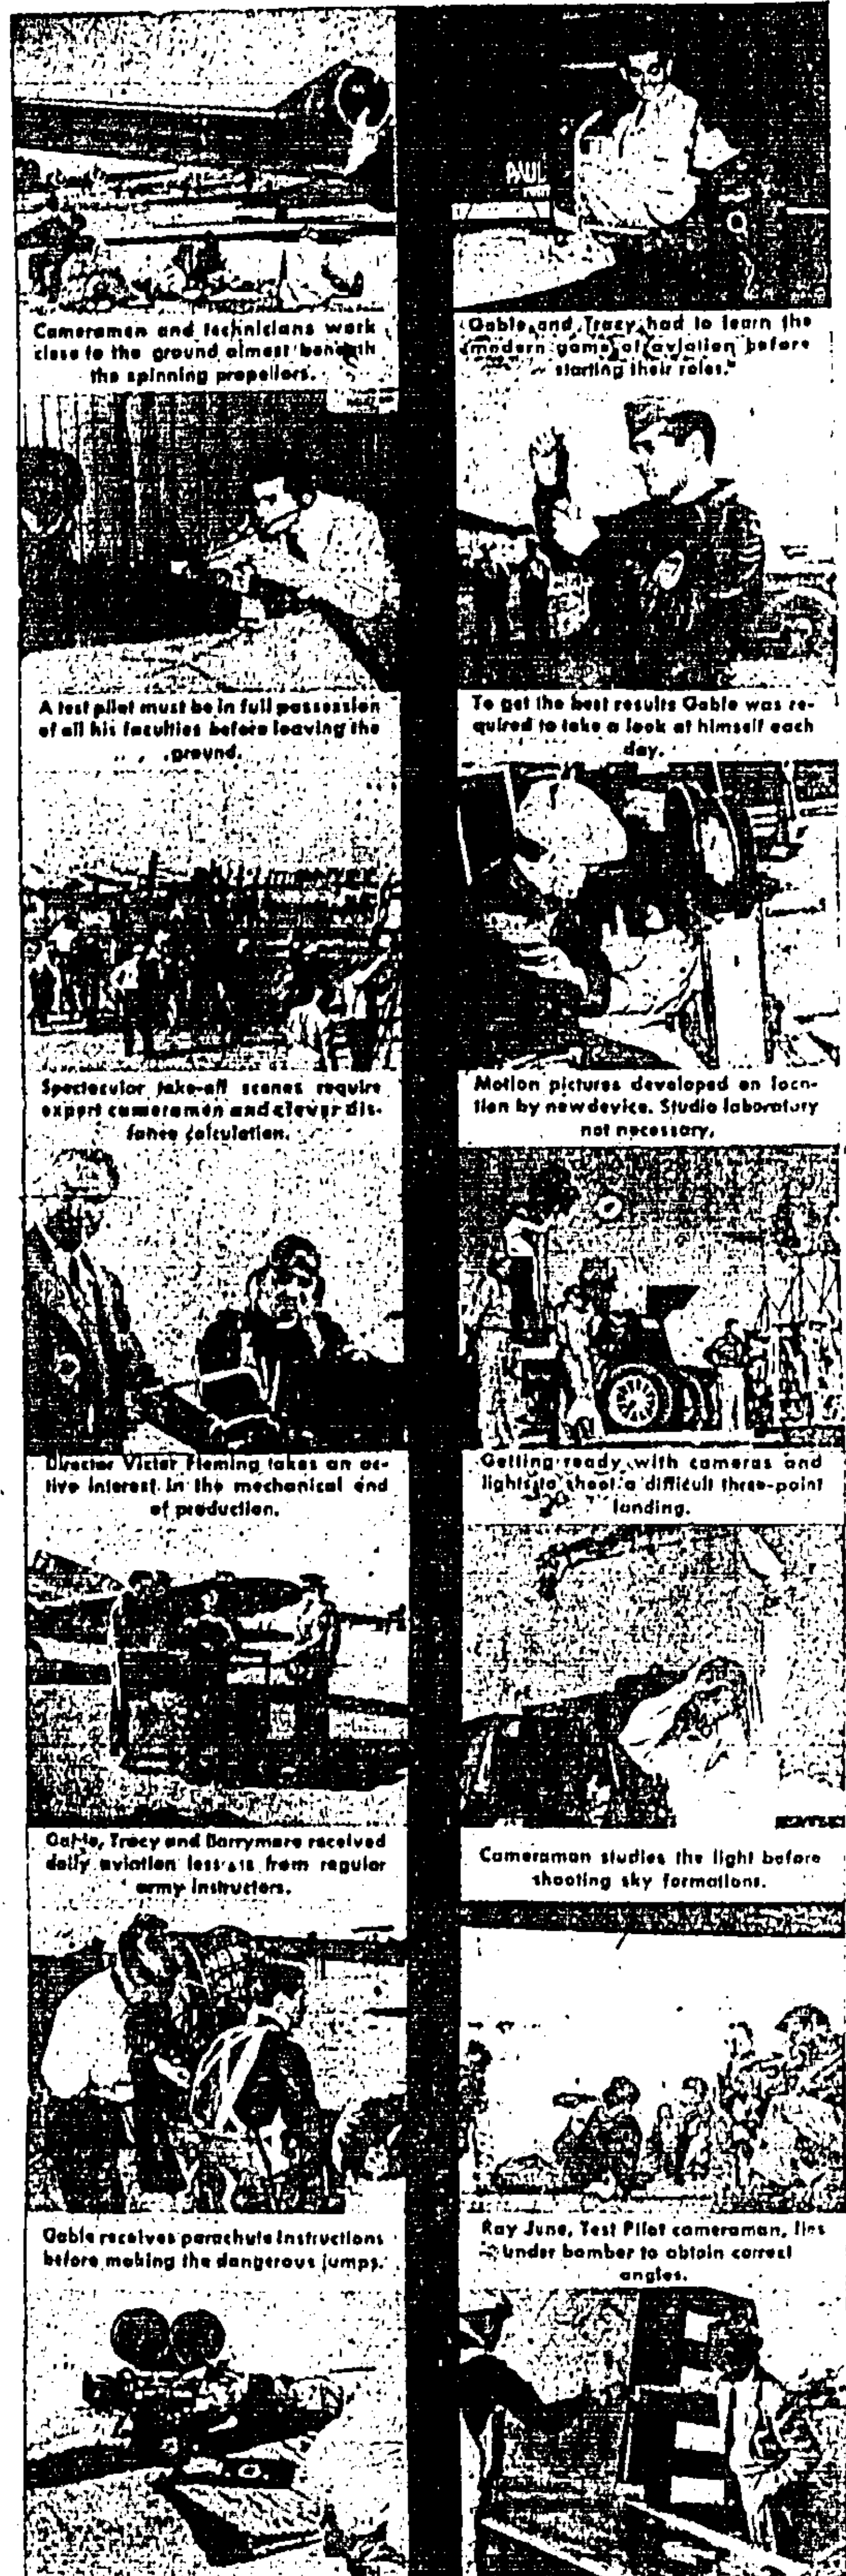 PAUL
Cameramen and technicians work
close to the ground almost beneath
the spinning propellors.
Gable and Tracy had to learn the
modern game of aviation before
starting their roles."
A test pilot must be in full possession
of all his faculties before leaving the
ground.
To get the best results Gable was re-
quired to take a look at himself each
day.
Spectacular take-off scenes require
expert cameramen and clever dis-
tance calculation.
Motion pictures developed on loca-
tion by new device. Studio laboratory
not necessary.
Director Victor Fleming takes an ac-
tive interest in the mechanical end
of production.
Getting ready with cameras and
lights to shoot a difficult three-point
landing.
Gable, Tracy and Barrymore received
daily aviation lessons from regular
army instructors.
Cameraman studies the light before
shooting sky formations.
Gable receives parachute instructions
before making the dangerous jumps.
Ray June, Test Pilot cameraman, lies
under bomber to obtain correct
angles.